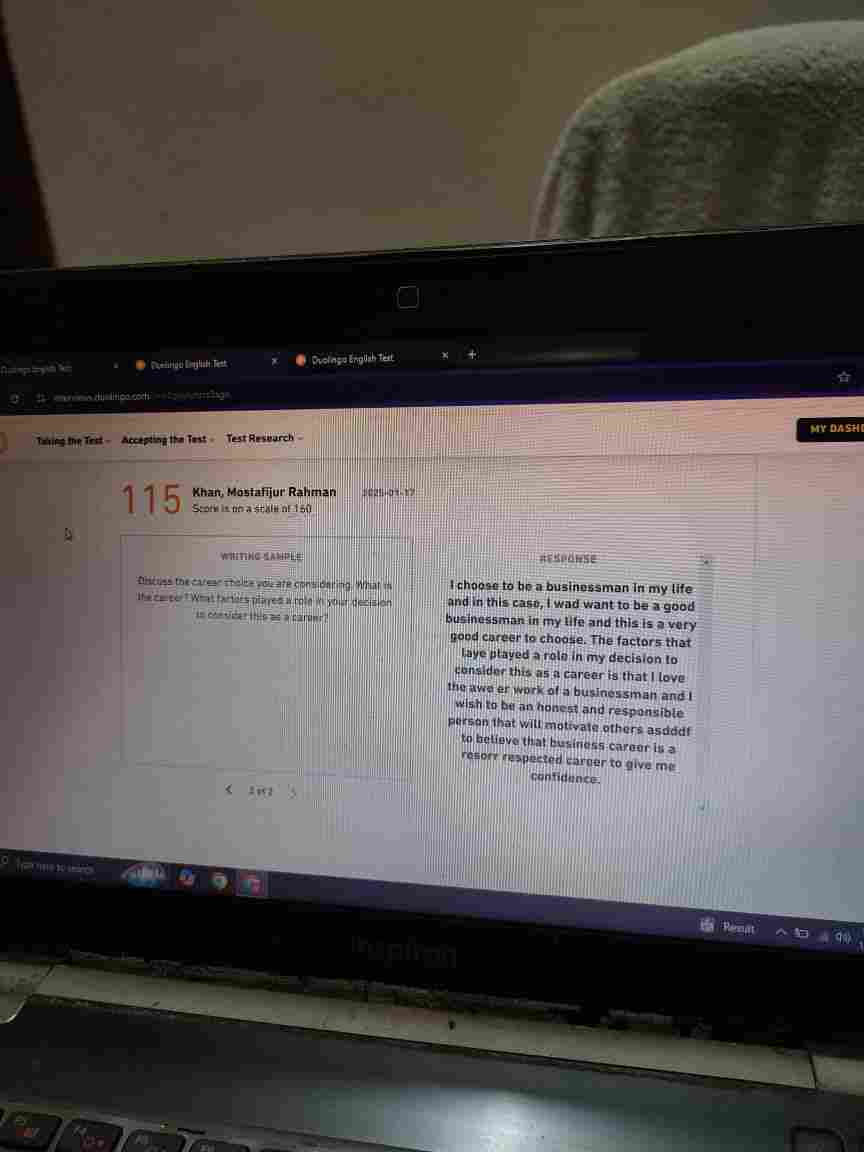 Duolingo English Test
Duolingo English Test
Duolingo English Test
interviews.duolingo.com
Taking the Test
Accepting the Test
Test Research
MY DASHB
115
Khan, Mostafijur Rahman
2025-01-17
Score is on a scale of 160
WRITING SAMPLE
Discuss the career choice you are considering. What is
the career? What factors played a role in your decision
to consider this as a career?
2 of 2
RESPONSE
I choose to be a businessman in my life
and in this case, I wad want to be a good
businessman in my life and this is a very
good career to choose. The factors that
laye played a role in my decision to
consider this as a career is that I love
the awe er work of a businessman and I
wish to be an honest and responsible
person that will motivate others asdddf
to believe that business career is a
resorr respected career to give me
confidence.
Type here to search
Result
inspiron